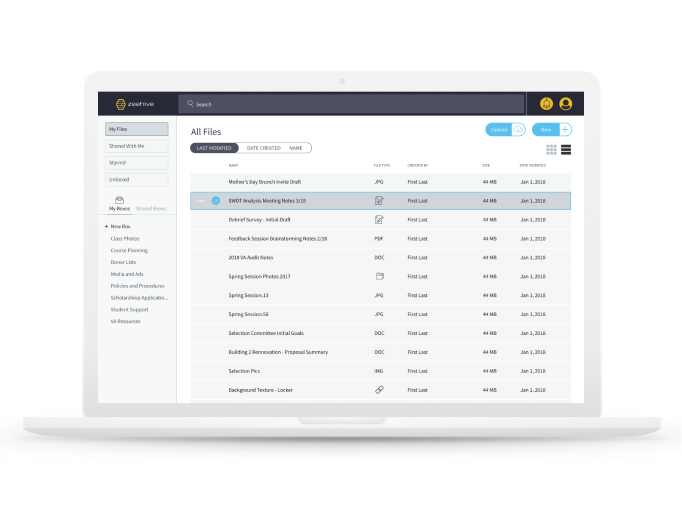 zeehive
Search
My Files
Shared With Me
Starred
Unboxed
My Boxes Shared Boxes
+ New Box
Class Photos
Course Planning
Donor Lists
Media and Ads
Policies and Procedures
Scholarship Applicatio...
Student Support
VA Resources
All Files
Upload
New +
LAST MODIFIED DATE CREATED NAME
NAME FILE TYPE CREATED BY SIZE DATE MODIFIED
Mother's Day Brunch Invite Draft JPG First Last 44 MB Jan 1, 2018
SWOT Analysis Meeting Notes 3/18 First Last 44 MB Jan 1, 2018
Debrief Survey - Initial Draft First Last 44 MB Jan 1, 2018
Feedback Session Brainstorming Notes 2/18 PDF First Last 44 MB Jan 1, 2018
2018 VA Audit Notes DOC First Last 44 MB Jan 1, 2018
Spring Session Photos 2017 First Last 44 MB Jan 1, 2018
Spring Session.13 JPG First Last 44 MB Jan 1, 2018
Spring Session.56 JPG First Last 44 MB Jan 1, 2018
Selection Committee Initial Goals DOC First Last 44 MB Jan 1, 2018
Building 2 Rennovation - Proposal Summary DOC First Last 44 MB Jan 1, 2018
Selection Pics IMG First Last 44 MB Jan 1, 2018
Background Texture - Locker First Last 44 MB Jan 1, 2018